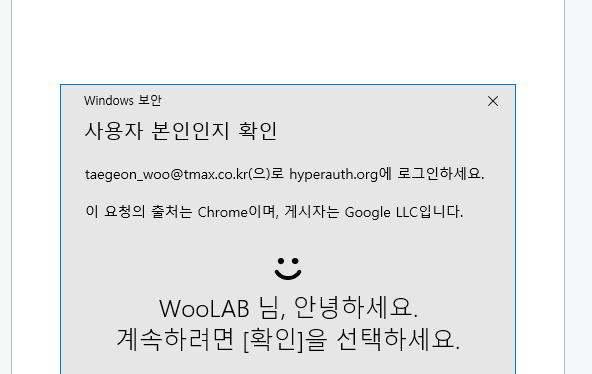 Windows 보안
사용자 본인인지 확인
taegeon_woo@tmax.co.kr(으)로 hyperauth.org에 로그인하세요.
이 요청의 출처는 Chrome이며, 게시자는 Google LLC입니다.
WooLAB 님, 안녕하세요.
계속하려면 [확인]을 선택하세요.